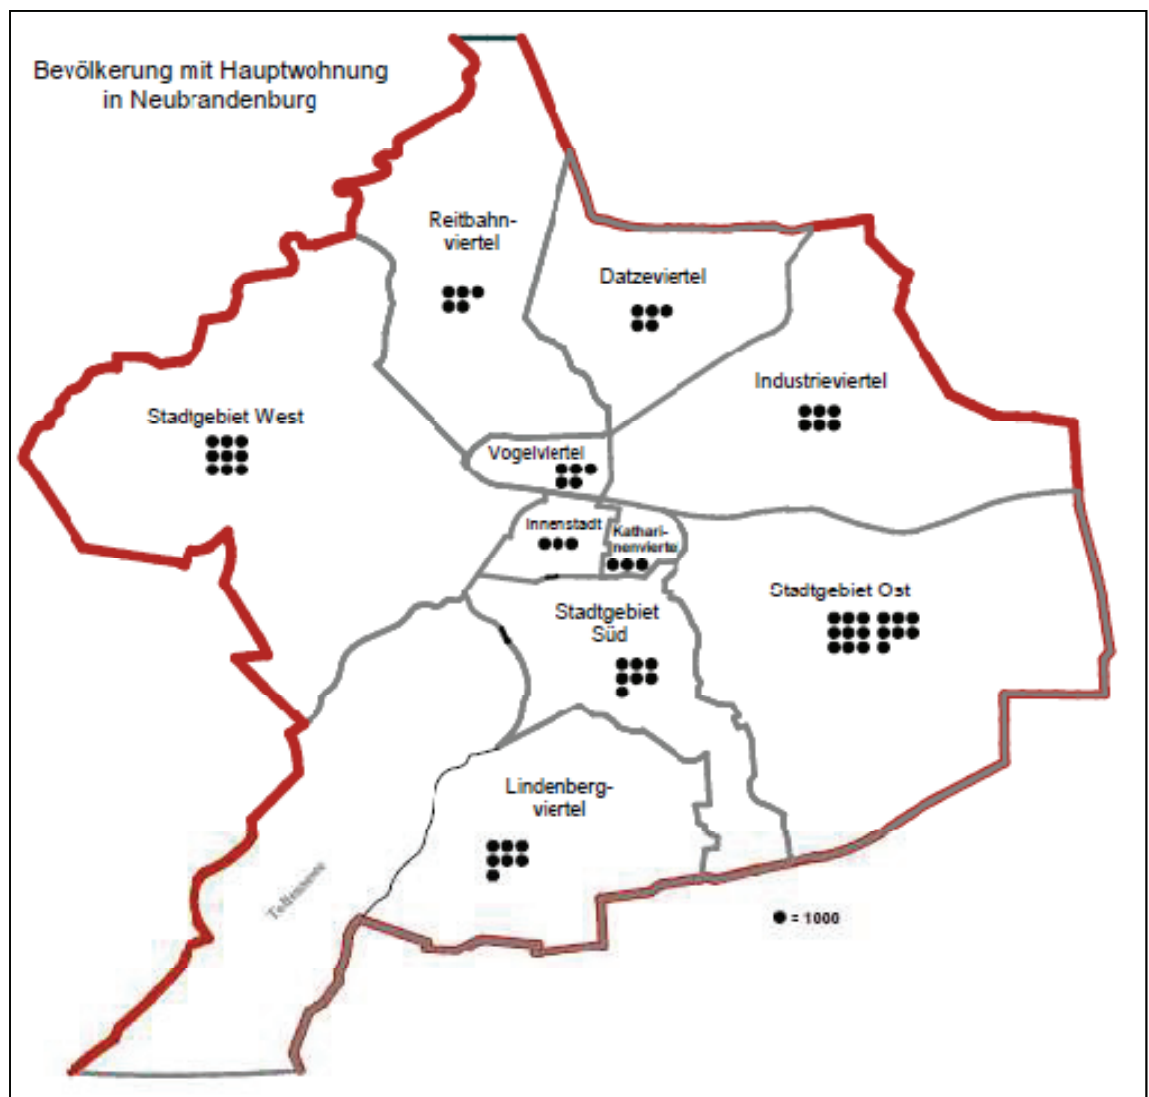 Bevölkerung mit Hauptwohnung
in Neubrandenburg
Reitbahn-
viertel
Datzeviertel
Industrieviertel
Stadtgebiet West
Vogelviertel
Innenstadt
Kathari-
nenviertel
Stadtgebiet Ost
Stadtgebiet
Süd
Lindenberg-
viertel
Tollensesee
= 1000